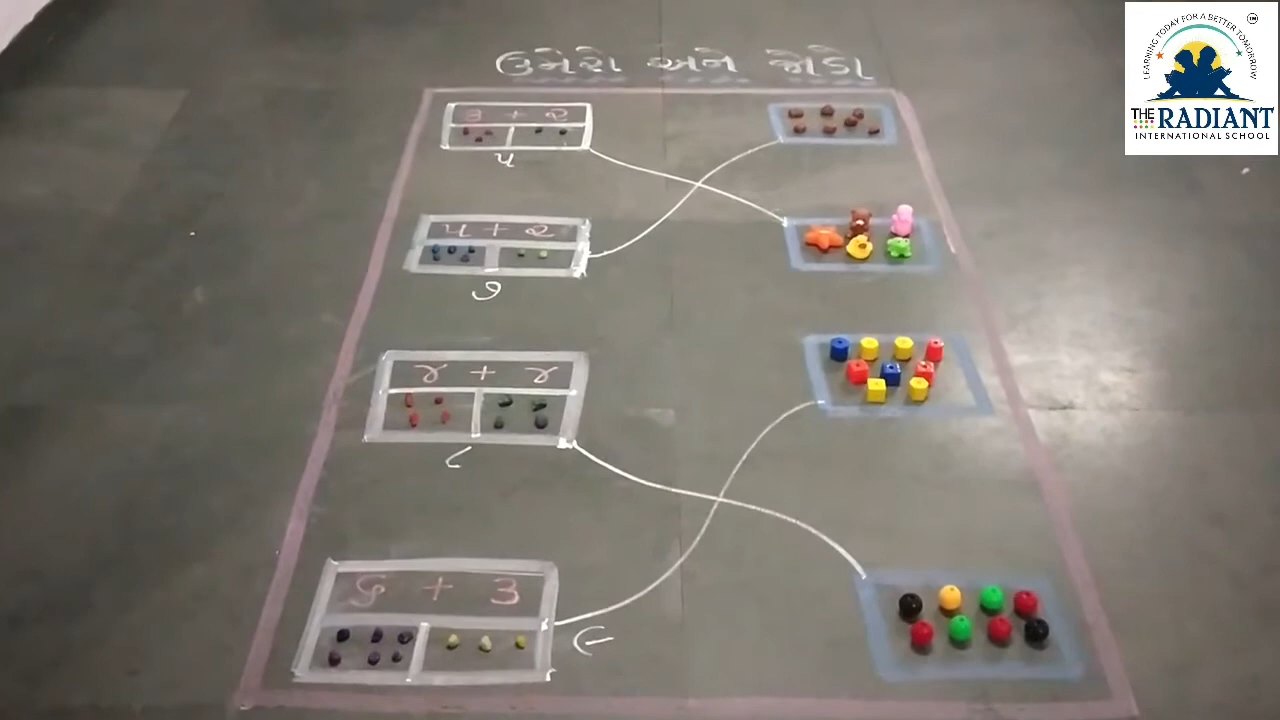 ઉમેરો અને જોડો
૩ + ૨
૫
૫ + ૨
૭
૪ + ૪
૮
૬ + ૩
૯
LEARNING TODAY FOR A BETTER TOMORROW
TM
THE RADIANT
INTERNATIONAL SCHOOL